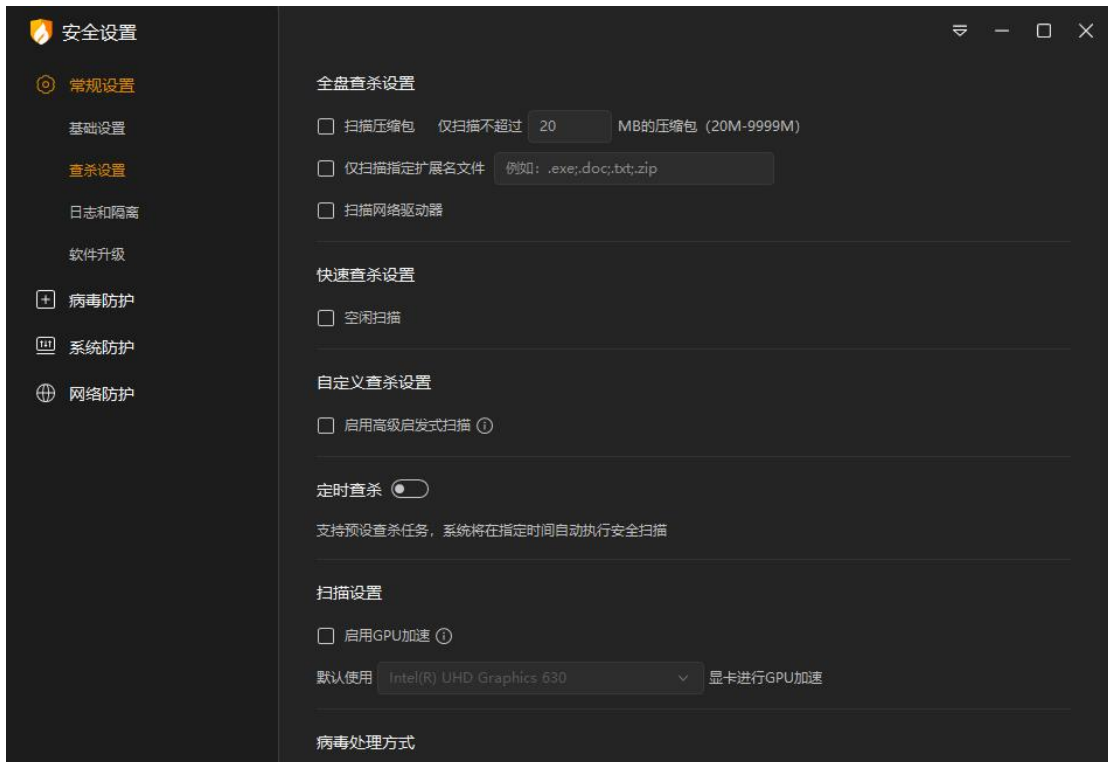 安全设置
常规设置
基础设置
查杀设置
日志和隔离
软件升级
病毒防护
系统防护
网络防护
全盘查杀设置
扫描压缩包 仅扫描不超过 20 MB的压缩包（20M-9999M）
仅扫描指定扩展名文件 例如：.exe;.doc;.txt;.zip
扫描网络驱动器
快速查杀设置
空闲扫描
自定义查杀设置
启用高级启发式扫描
定时查杀
支持预设查杀任务，系统将在指定时间自动执行安全扫描
扫描设置
启用GPU加速
默认使用 Intel(R) UHD Graphics 630 显卡进行GPU加速
病毒处理方式